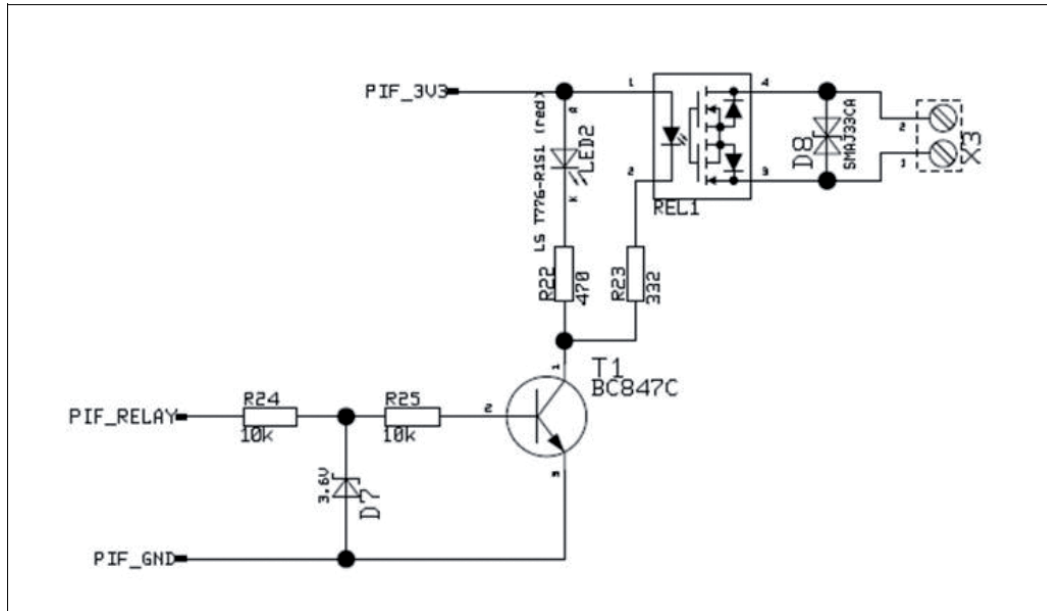 PIF_3V3
1
4
A
LED2
LS T776-R1S1 (red)
K
2
3
REL1
D8
SMAJ33CA
2
1
X3
R22
470
R23
332
1
T1
BC847C
R24
10k
R25
10k
2
PIF_RELAY
3
3.6V
D7
PIF_GND